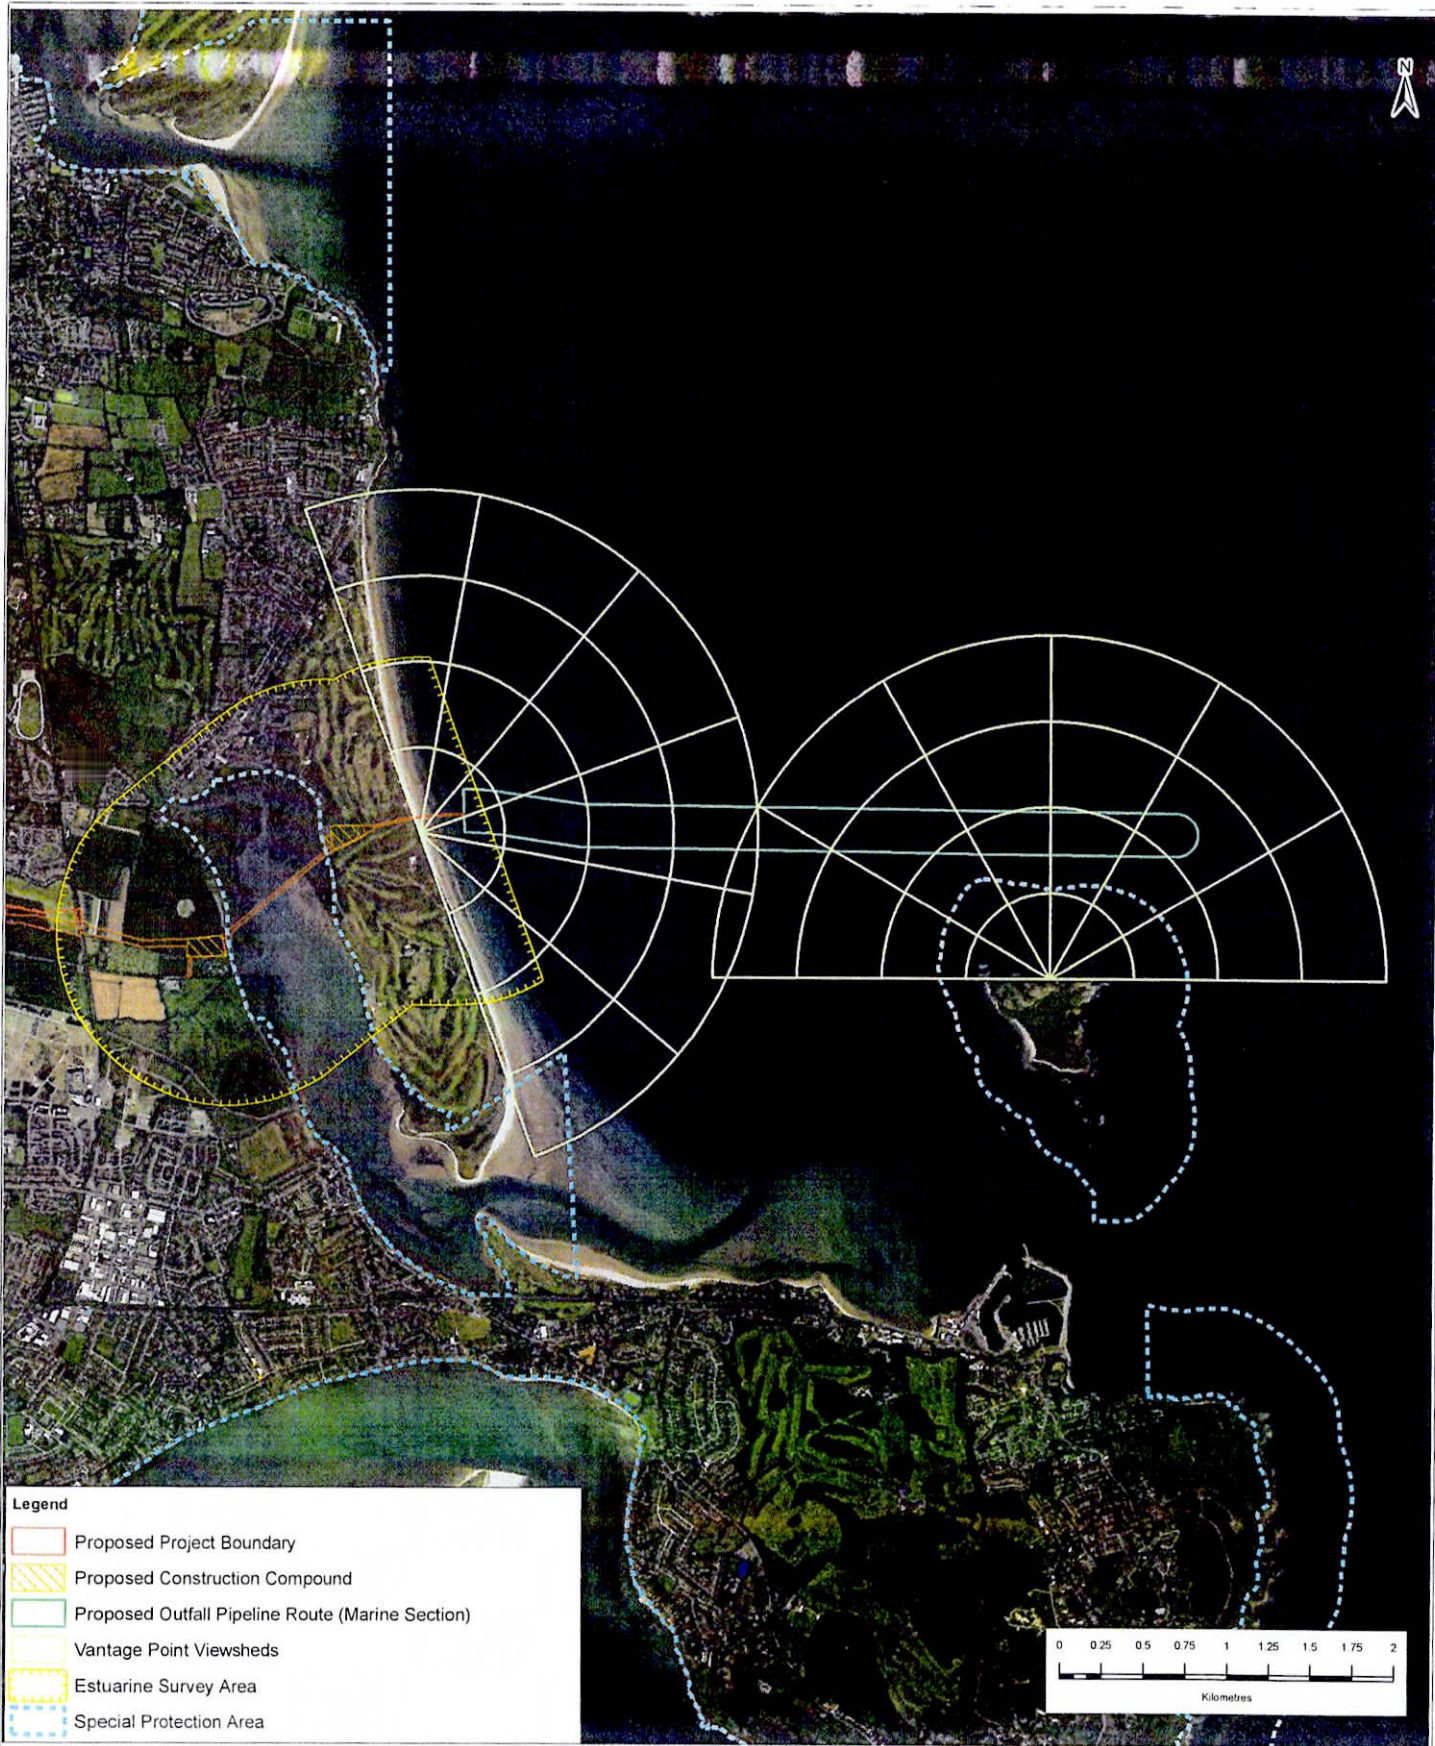 N
Legend
Proposed Project Boundary
Proposed Construction Compound
Proposed Outfall Pipeline Route (Marine Section)
Vantage Point Viewsheds
Estuarine Survey Area
Special Protection Area
0 0.25 0.5 0.75 1 1.25 1.5 1.75 2
Kilometres